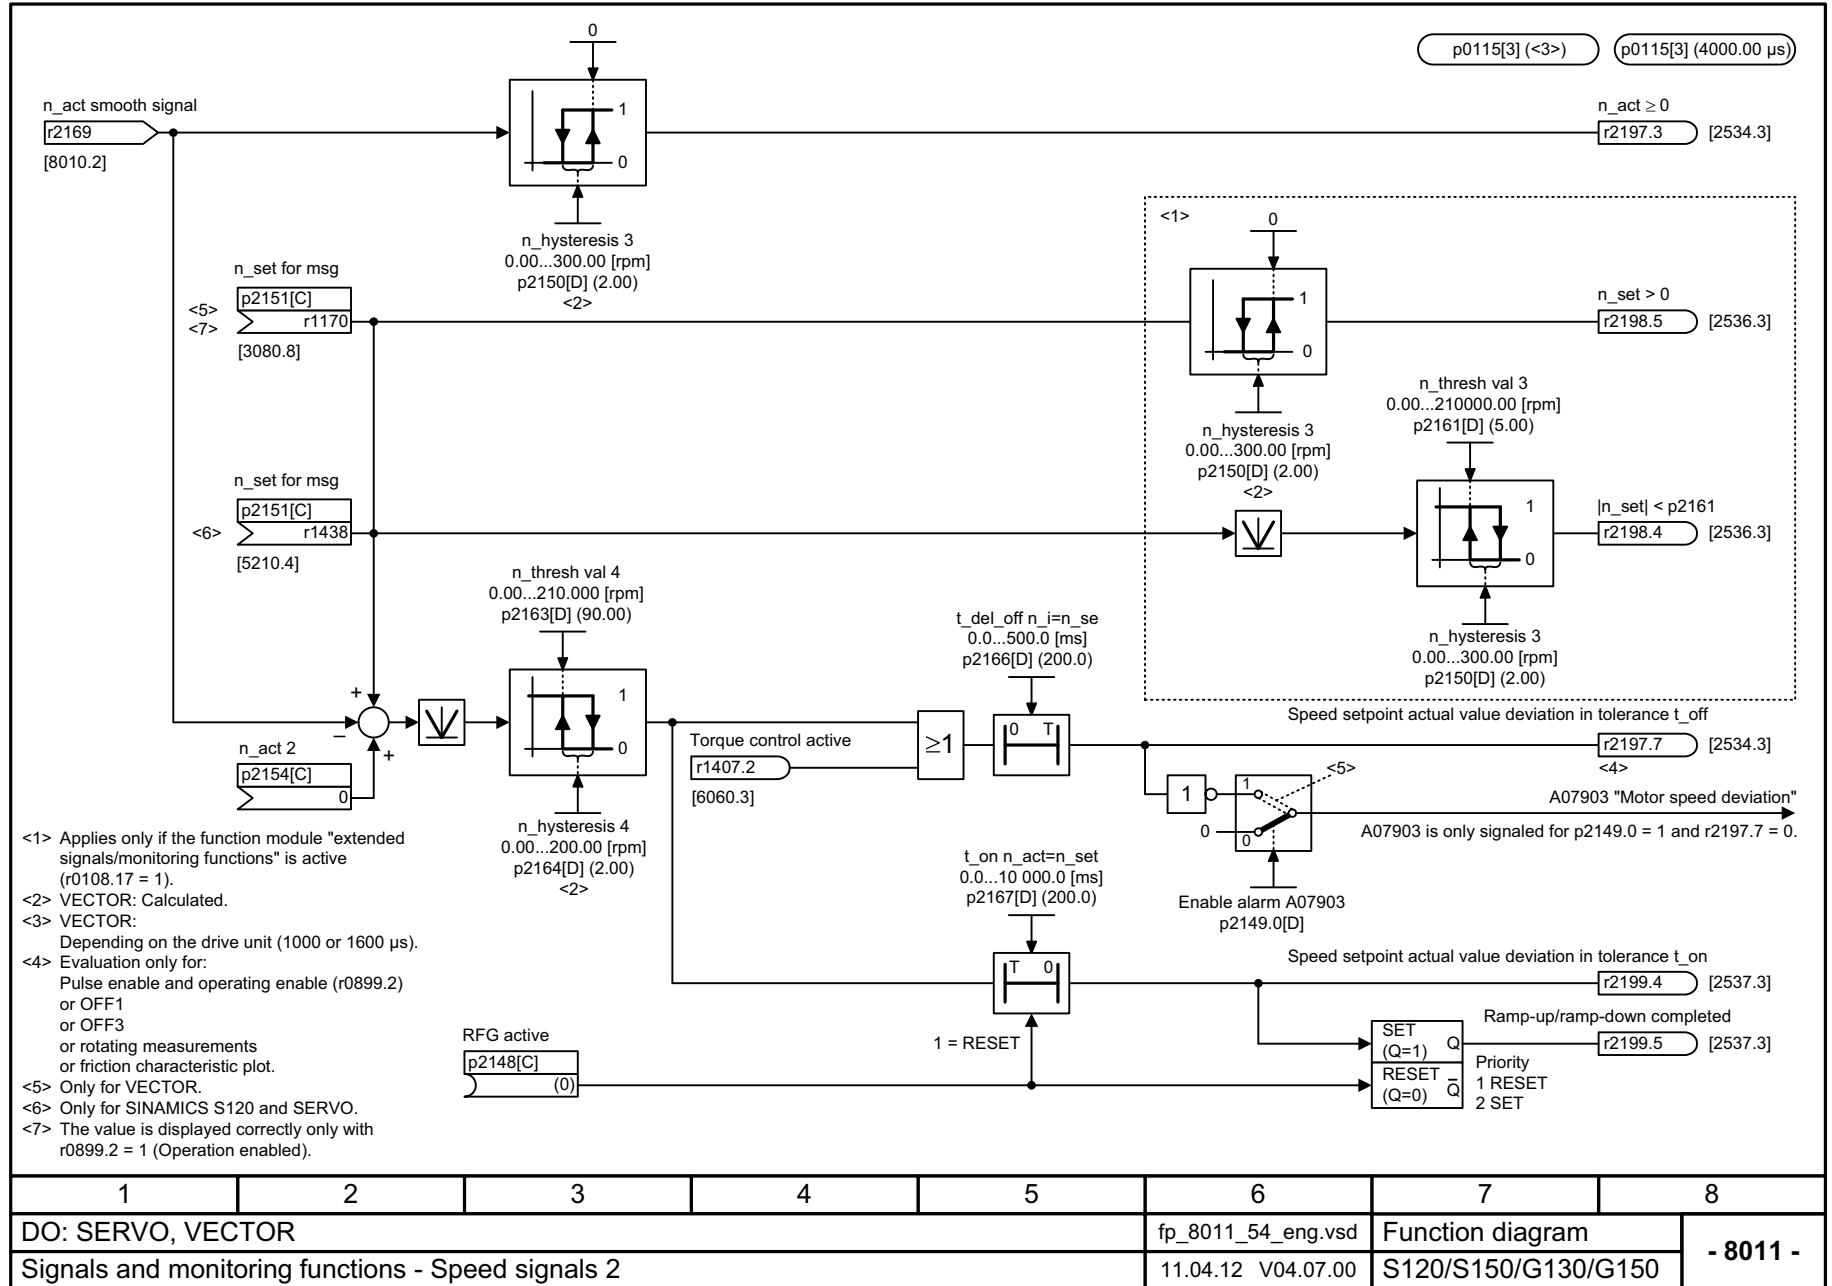 0
p0115[3] (<3>)
p0115[3] (4000.00 µs)
n_act smooth signal
r2169
[8010.2]
1
0
n_act ≥ 0
r2197.3
[2534.3]
n_hysteresis 3
0.00...300.00 [rpm]
p2150[D] (2.00)
<2>
<1>
0
n_set for msg
<5>
<7>
p2151[C]
r1170
[3080.8]
1
0
n_set > 0
r2198.5
[2536.3]
n_hysteresis 3
0.00...300.00 [rpm]
p2150[D] (2.00)
<2>
n_thresh val 3
0.00...210000.00 [rpm]
p2161[D] (5.00)
n_set for msg
<6>
p2151[C]
r1438
[5210.4]
1
0
|n_set| < p2161
r2198.4
[2536.3]
n_hysteresis 3
0.00...300.00 [rpm]
p2150[D] (2.00)
n_thresh val 4
0.00...210.000 [rpm]
p2163[D] (90.00)
t_del_off n_i=n_se
0.0...500.0 [ms]
p2166[D] (200.0)
+
–
+
n_act 2
p2154[C]
0
1
0
n_hysteresis 4
0.00...200.00 [rpm]
p2164[D] (2.00)
<2>
Torque control active
r1407.2
[6060.3]
≥1
0 T
Speed setpoint actual value deviation in tolerance t_off
r2197.7
[2534.3]
<4>
<5>
1
1
0
0
A07903 "Motor speed deviation"
A07903 is only signaled for p2149.0 = 1 and r2197.7 = 0.
Enable alarm A07903
p2149.0[D]
t_on n_act=n_set
0.0...10 000.0 [ms]
p2167[D] (200.0)
T 0
1 = RESET
Speed setpoint actual value deviation in tolerance t_on
r2199.4
[2537.3]
RFG active
p2148[C]
(0)
SET
(Q=1)
Q
RESET
(Q=0)
Q̅
Priority
1 RESET
2 SET
Ramp-up/ramp-down completed
r2199.5
[2537.3]
<1> Applies only if the function module "extended
signals/monitoring functions" is active
(r0108.17 = 1).
<2> VECTOR: Calculated.
<3> VECTOR:
Depending on the drive unit (1000 or 1600 µs).
<4> Evaluation only for:
Pulse enable and operating enable (r0899.2)
or OFF1
or OFF3
or rotating measurements
or friction characteristic plot.
<5> Only for VECTOR.
<6> Only for SINAMICS S120 and SERVO.
<7> The value is displayed correctly only with
r0899.2 = 1 (Operation enabled).
1 2 3 4 5 6 7 8
DO: SERVO, VECTOR
fp_8011_54_eng.vsd
Function diagram
- 8011 -
Signals and monitoring functions - Speed signals 2
11.04.12 V04.07.00
S120/S150/G130/G150